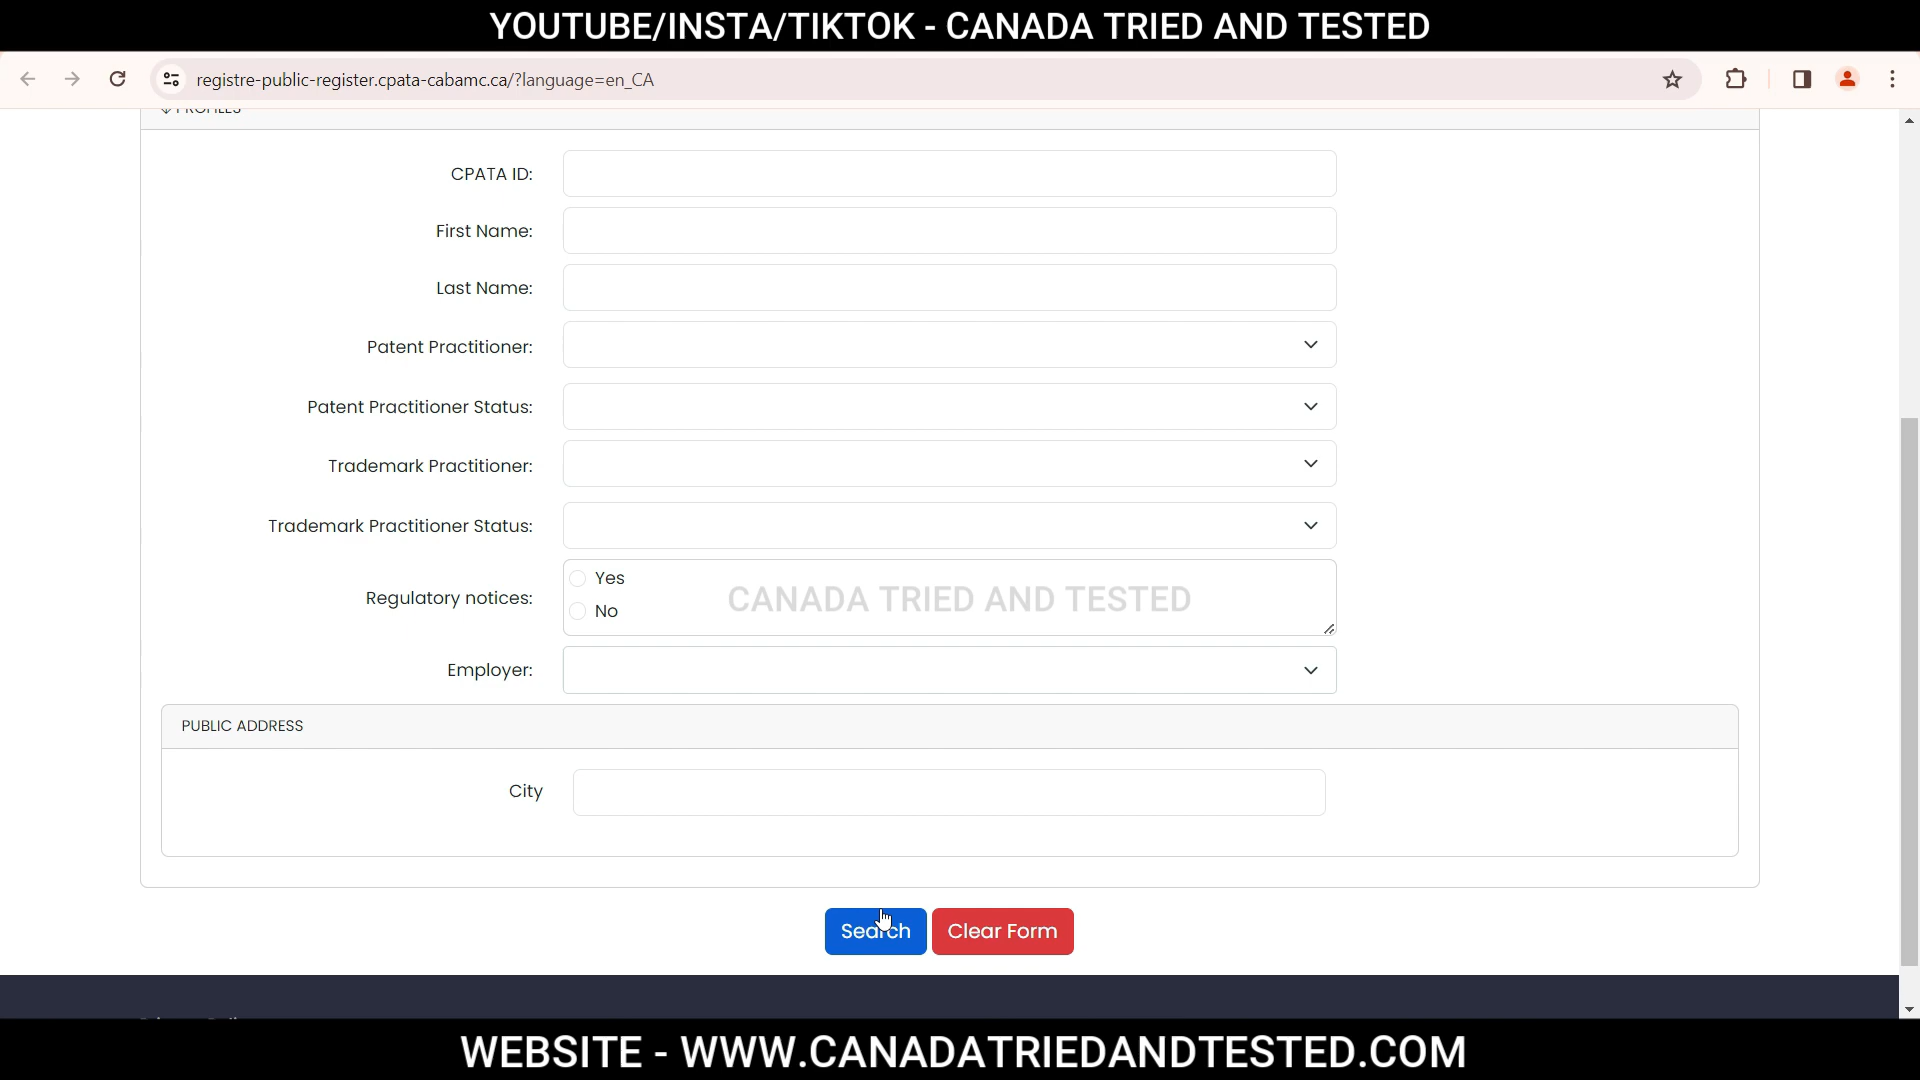 YOUTUBE/INSTA/TIKTOK - CANADA TRIED AND TESTED
registre-public-register.cpata-cabamc.ca/?language=en_CA
PROFILES
CPATA ID:
First Name:
Last Name:
Patent Practitioner:
Patent Practitioner Status:
Trademark Practitioner:
Trademark Practitioner Status:
Regulatory notices:
Yes
No
CANADA TRIED AND TESTED
Employer:
PUBLIC ADDRESS
City
Search Clear Form
WEBSITE - WWW.CANADATRIEDANDTESTED.COM